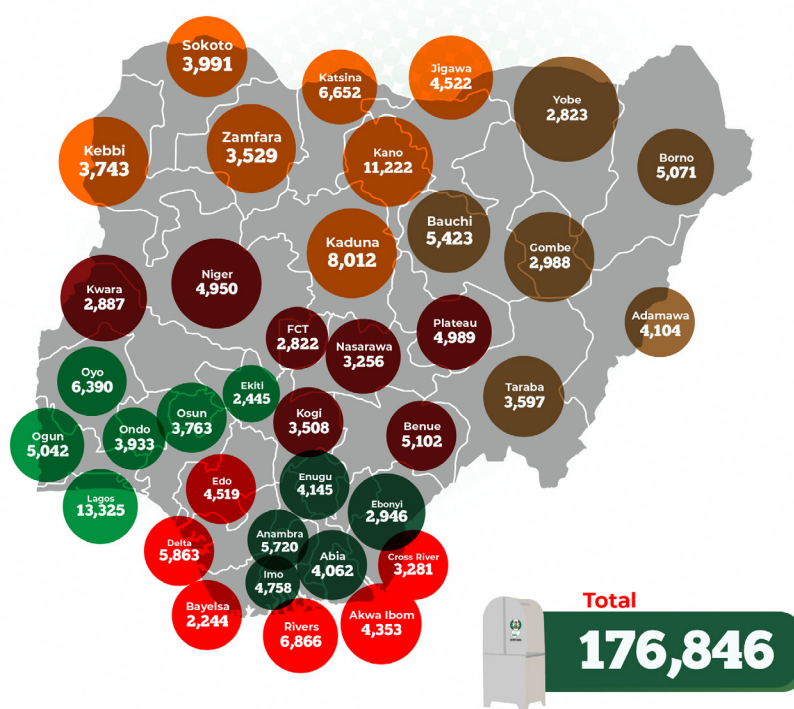 Sokoto
3,991
Katsina
6,652
Jigawa
4,522
Yobe
2,823
Kebbi
3,743
Zamfara
3,529
Kano
11,222
Borno
5,071
Bauchi
5,423
Kaduna
8,012
Gombe
2,988
Niger
4,950
Kwara
2,887
Adamawa
4,104
FCT
2,822
Nasarawa
3,256
Plateau
4,989
Oyo
6,390
Ekiti
2,445
Taraba
3,597
Osun
3,763
Kogi
3,508
Ondo
3,933
Benue
5,102
Ogun
5,042
Lagos
13,325
Edo
4,519
Enugu
4,145
Ebonyi
2,946
Delta
5,863
Anambra
5,720
Abia
4,062
Cross River
3,281
Imo
4,758
Bayelsa
2,244
Rivers
6,866
Akwa Ibom
4,353
Total
176,846